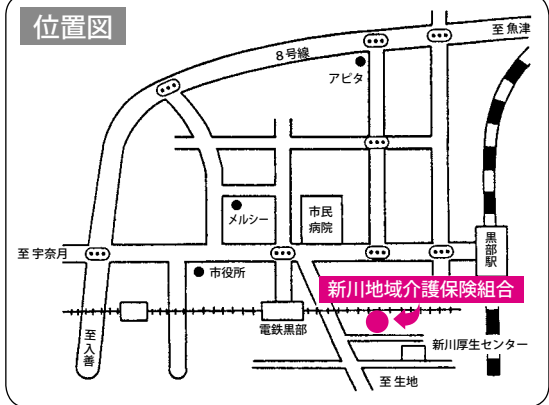 位置図
至 魚津
8号線
アピタ
メルシー
市民
病院
至 宇奈月
黒部駅
市役所
新川地域介護保険組合
電鉄黒部
新川厚生センター
至 入善
至 生地